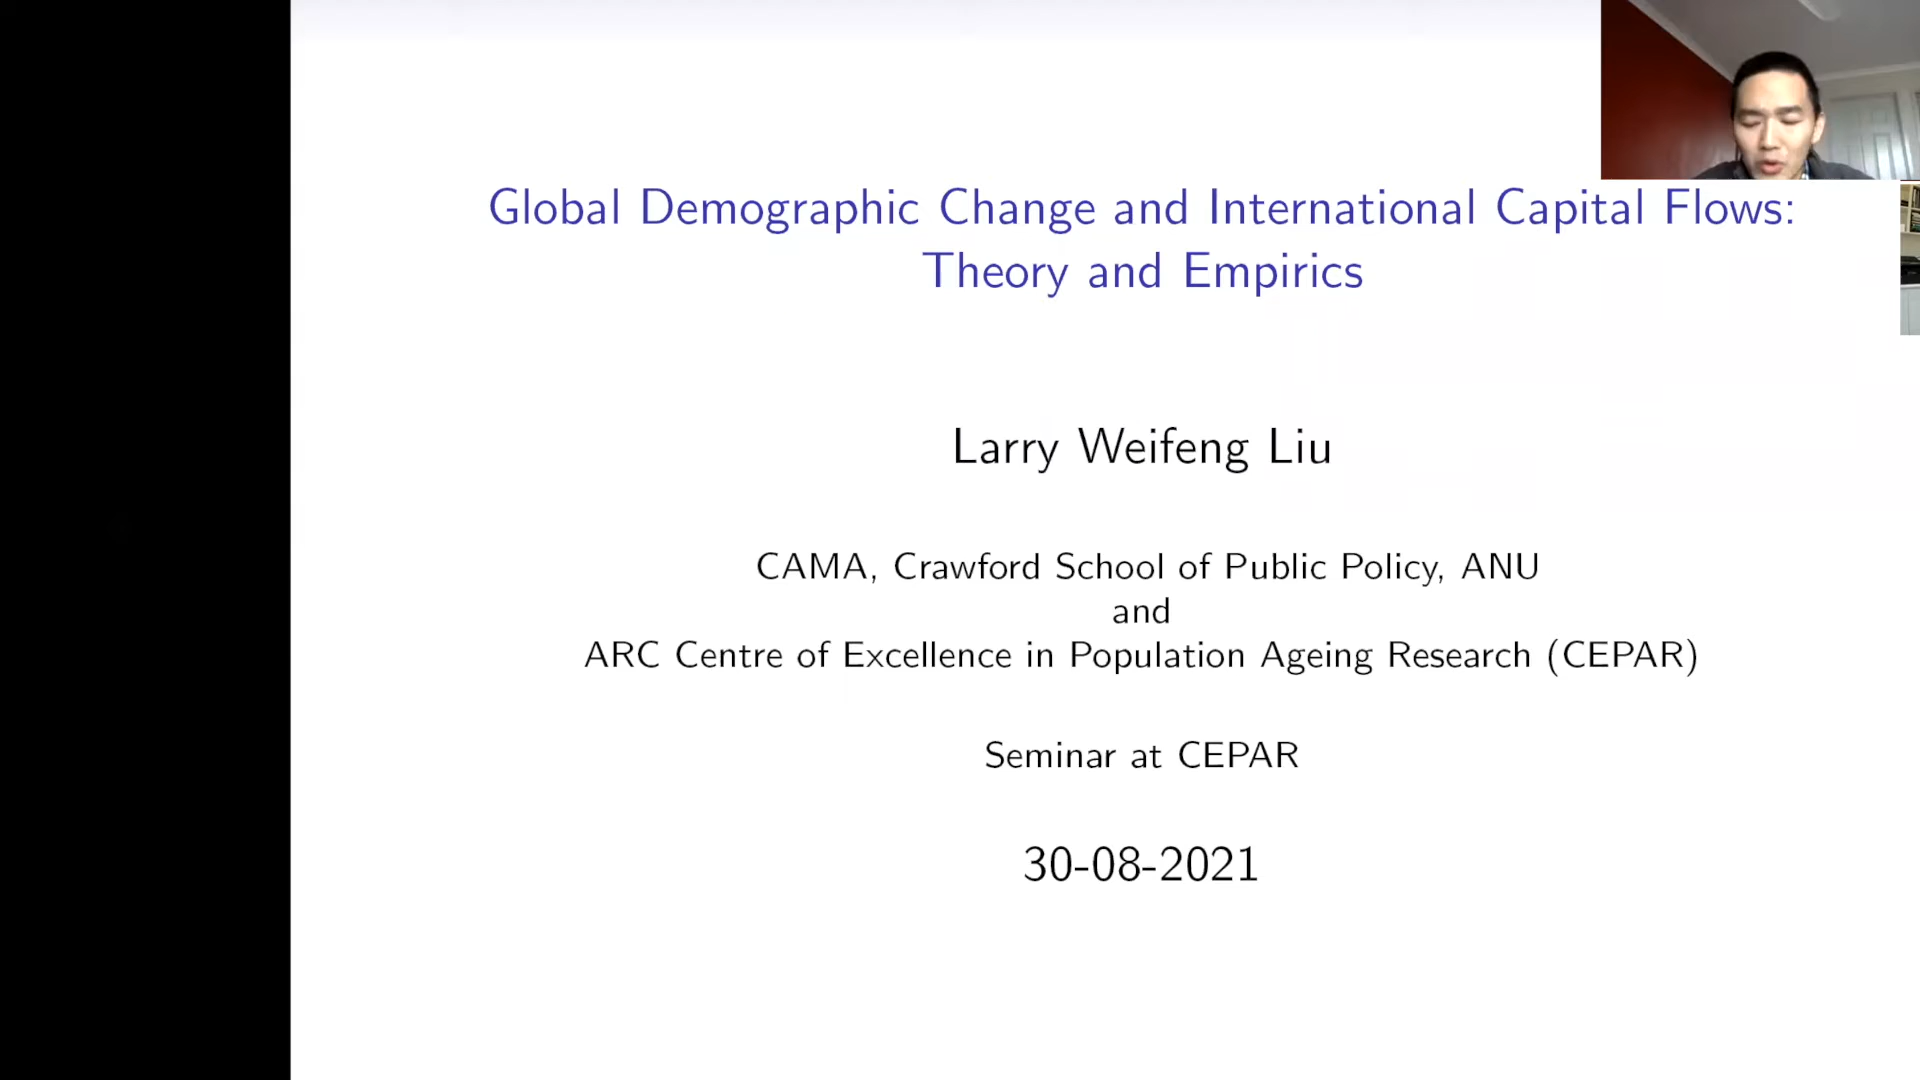 Global Demographic Change and International Capital Flows:
Theory and Empirics
Larry Weifeng Liu
CAMA, Crawford School of Public Policy, ANU
and
ARC Centre of Excellence in Population Ageing Research (CEPAR)
Seminar at CEPAR
30-08-2021